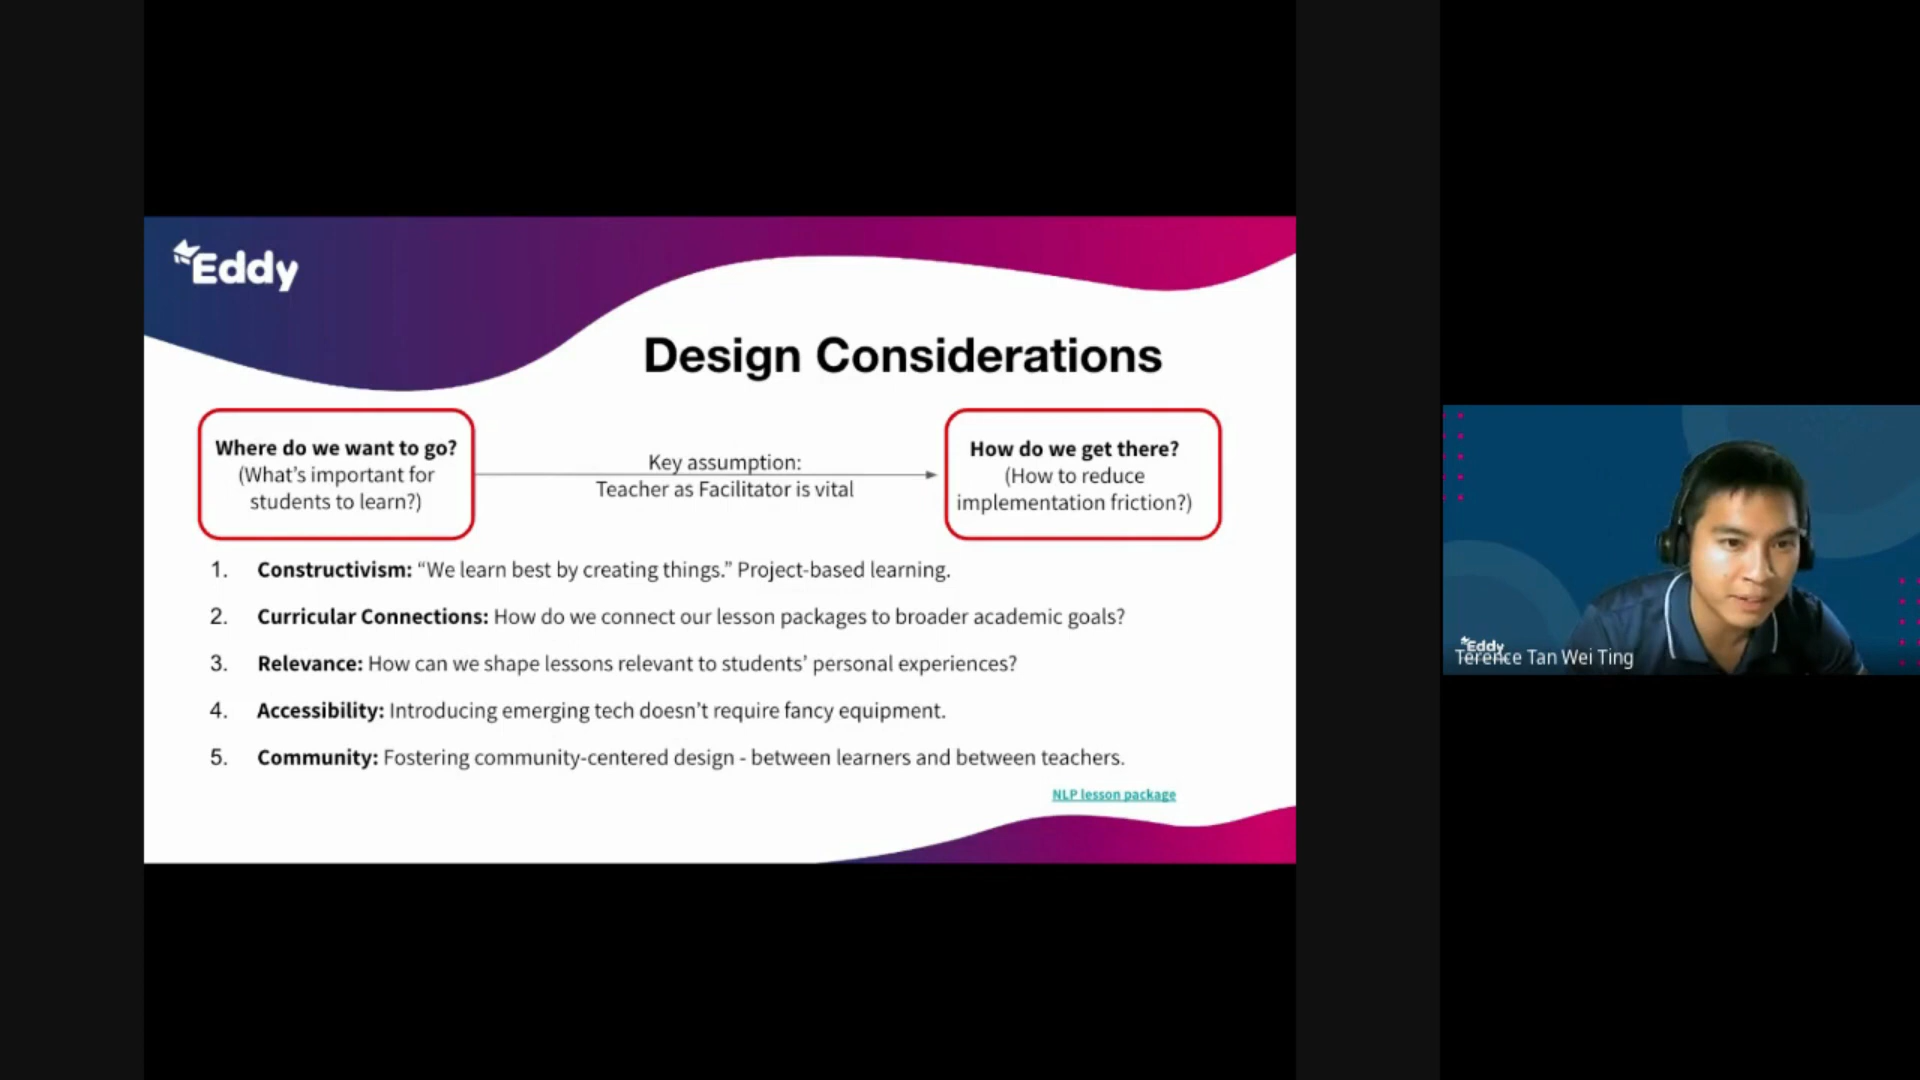 Eddy
Design Considerations
Where do we want to go?
(What's important for
students to learn?)
Key assumption:
Teacher as Facilitator is vital
How do we get there?
(How to reduce
implementation friction?)
1. Constructivism: “We learn best by creating things.” Project-based learning.
2. Curricular Connections: How do we connect our lesson packages to broader academic goals?
3. Relevance: How can we shape lessons relevant to students’ personal experiences?
4. Accessibility: Introducing emerging tech doesn’t require fancy equipment.
5. Community: Fostering community-centered design - between learners and between teachers.
NLP lesson package
Eddy
Terence Tan Wei Ting